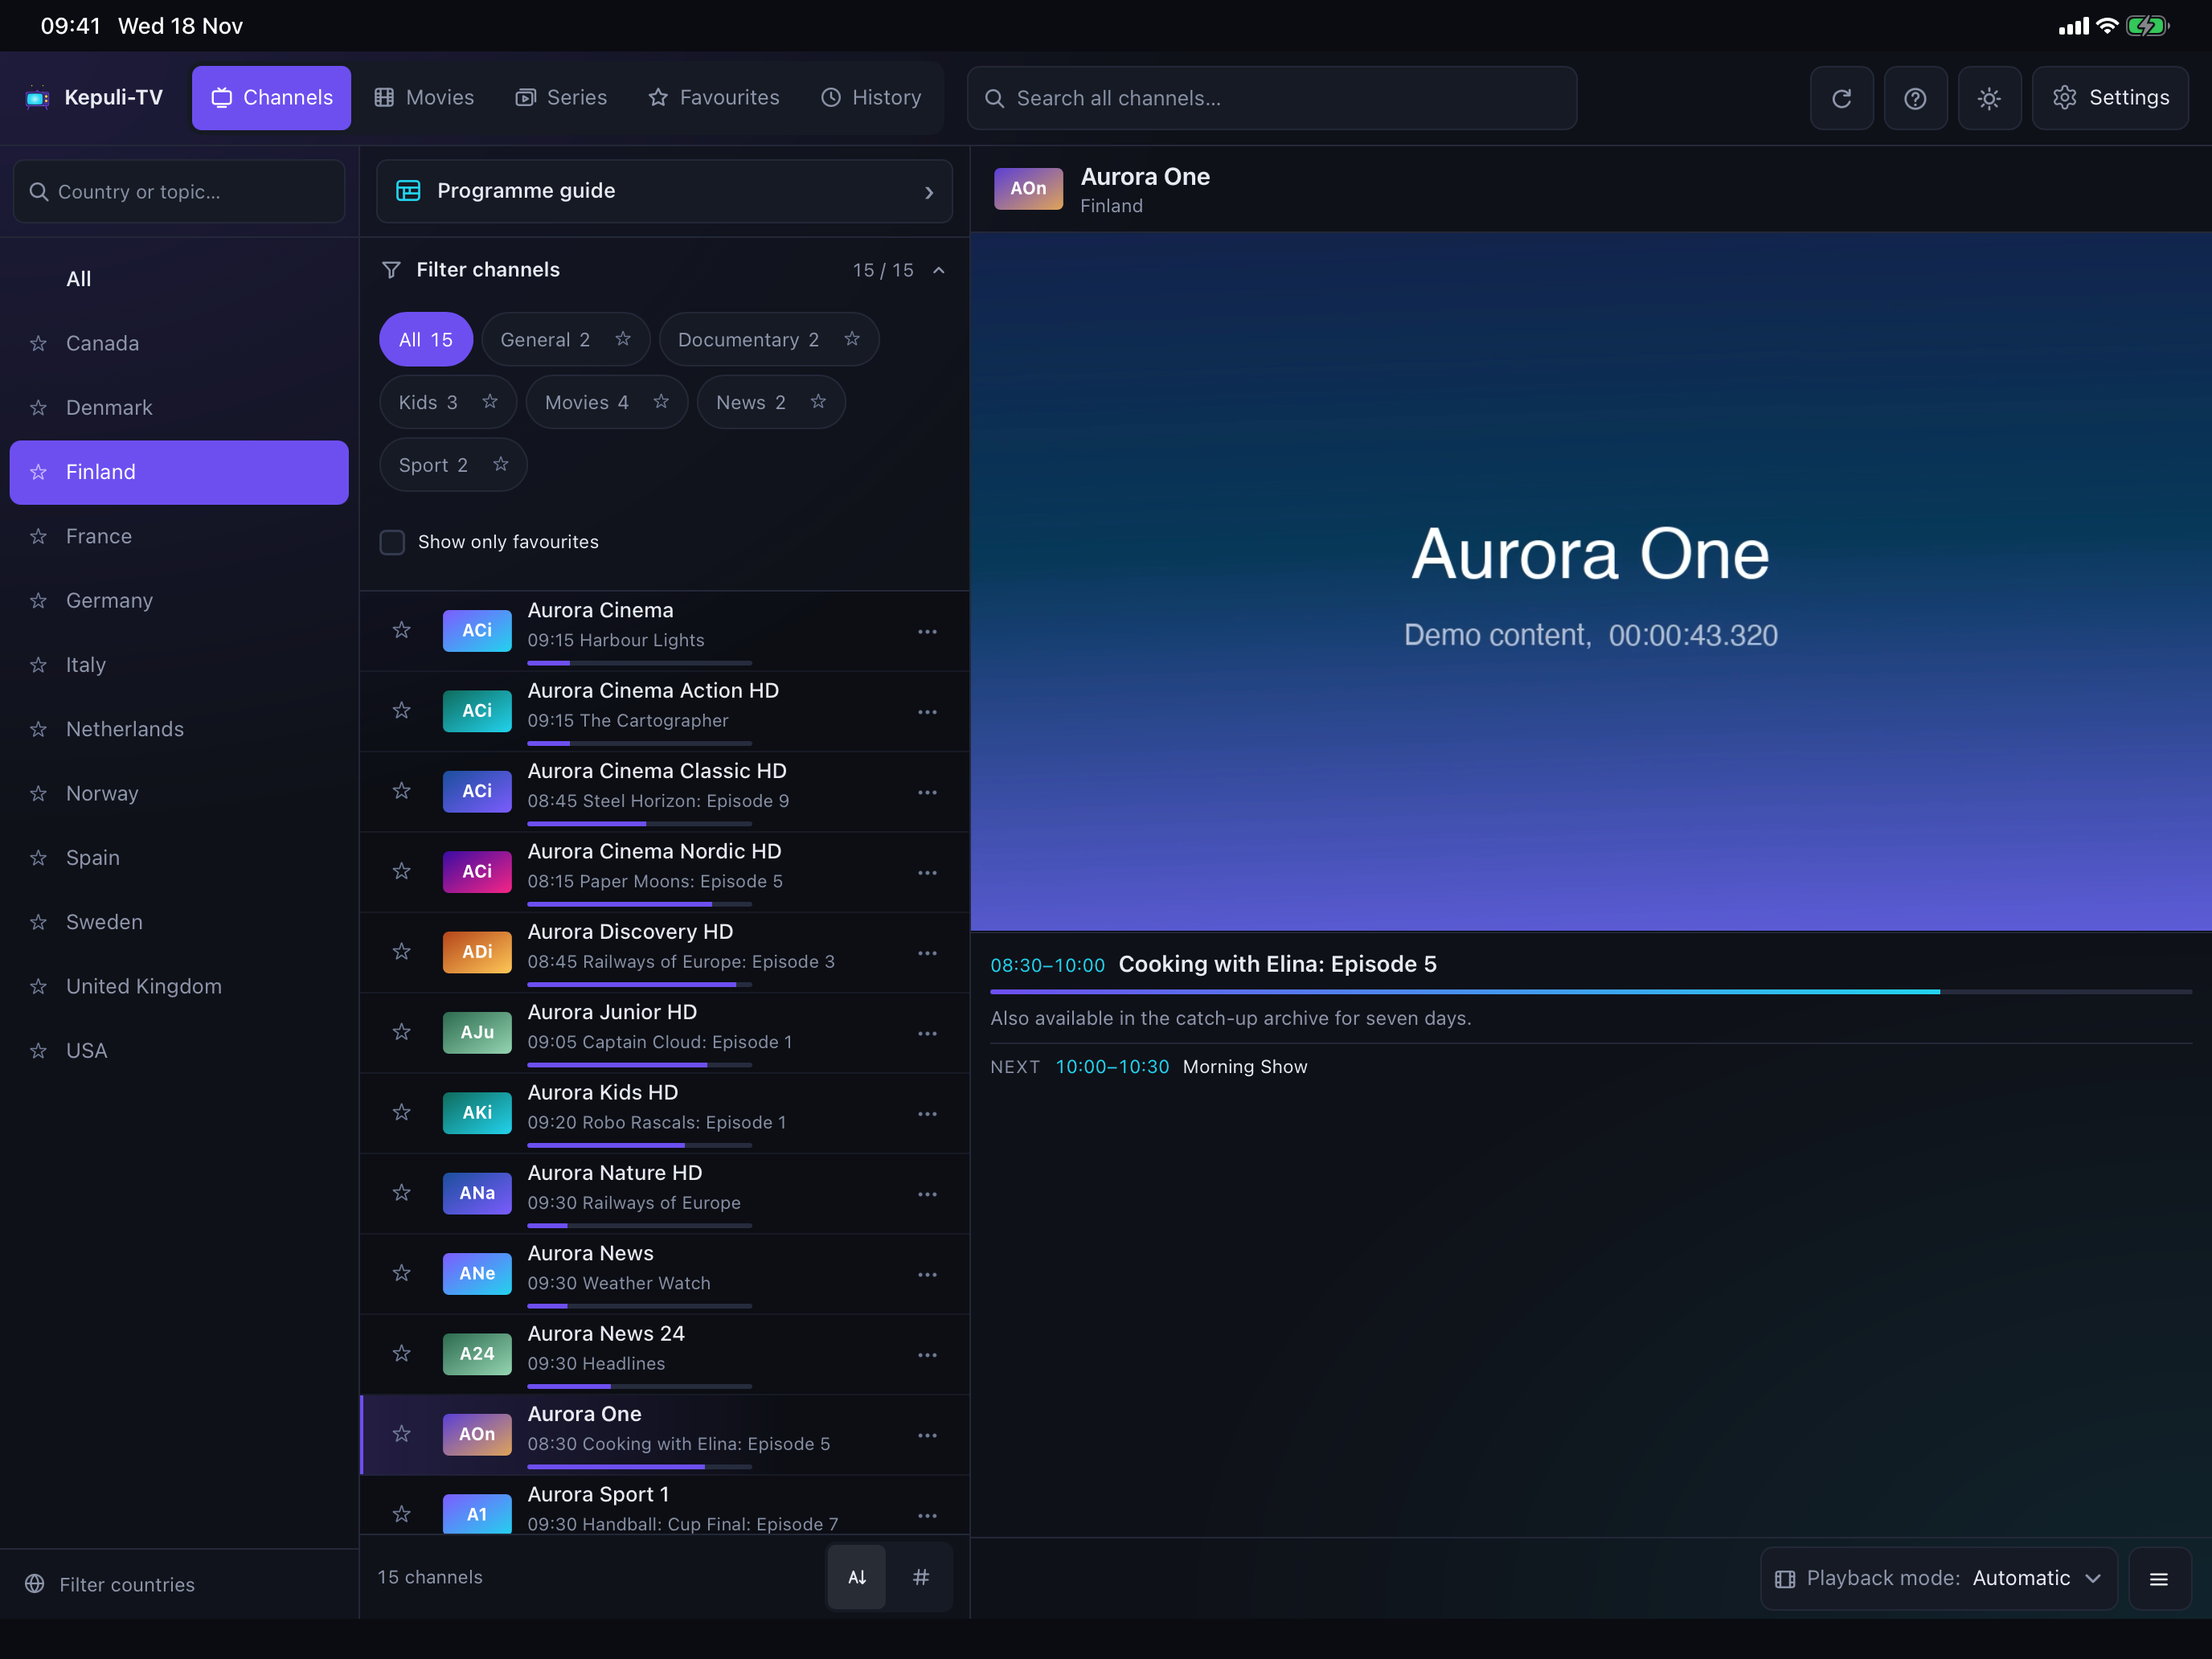 09:41 Wed 18 Nov
Kepuli-TV
Channels
Movies
Series
Favourites
History
Search all channels...
Settings
Country or topic...
All
Canada
Denmark
Finland
France
Germany
Italy
Netherlands
Norway
Spain
Sweden
United Kingdom
USA
Filter countries
Programme guide
Filter channels 15 / 15
All 15
General 2
Documentary 2
Kids 3
Movies 4
News 2
Sport 2
Show only favourites
ACi
Aurora Cinema
09:15 Harbour Lights
ACi
Aurora Cinema Action HD
09:15 The Cartographer
ACi
Aurora Cinema Classic HD
08:45 Steel Horizon: Episode 9
ACi
Aurora Cinema Nordic HD
08:15 Paper Moons: Episode 5
ADi
Aurora Discovery HD
08:45 Railways of Europe: Episode 3
AJu
Aurora Junior HD
09:05 Captain Cloud: Episode 1
AKi
Aurora Kids HD
09:20 Robo Rascals: Episode 1
ANa
Aurora Nature HD
09:30 Railways of Europe
ANe
Aurora News
09:30 Weather Watch
A24
Aurora News 24
09:30 Headlines
AOn
Aurora One
08:30 Cooking with Elina: Episode 5
A1
Aurora Sport 1
09:30 Handball: Cup Final: Episode 7
15 channels
A↓
#
AOn
Aurora One
Finland
Aurora One
Demo content, 00:00:43.320
08:30–10:00 Cooking with Elina: Episode 5
Also available in the catch-up archive for seven days.
NEXT 10:00–10:30 Morning Show
Playback mode: Automatic